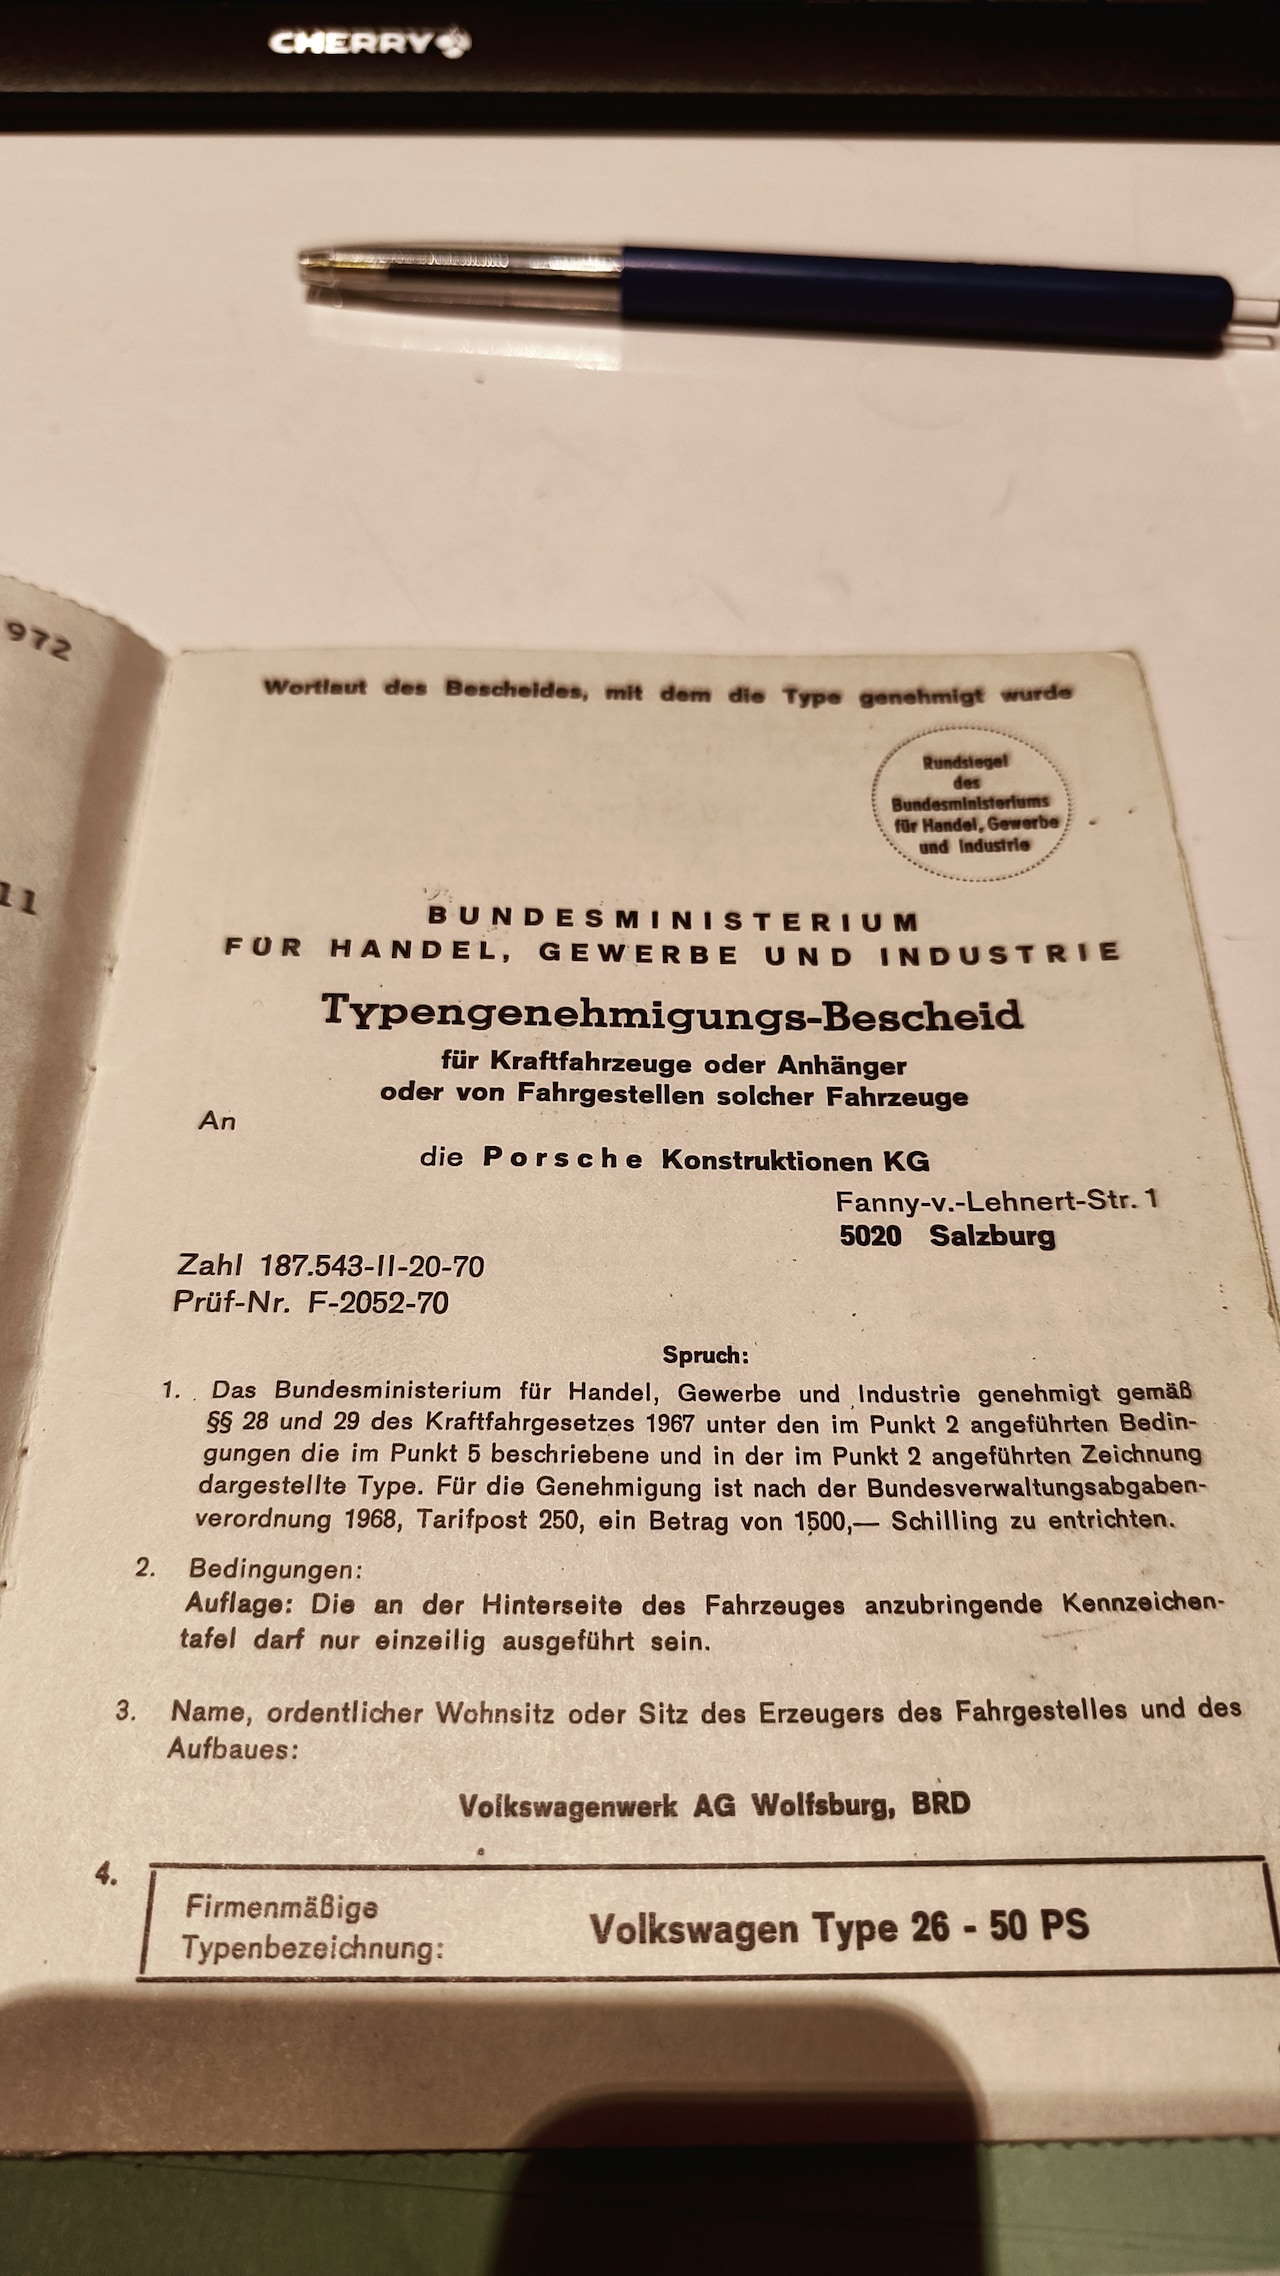 CHERRY
972
11
Wortlaut des Bescheides, mit dem die Type genehmigt wurde
Rundsiegel
des
Bundesministeriums
für Handel, Gewerbe
und Industrie
BUNDESMINISTERIUM
FÜR HANDEL, GEWERBE UND INDUSTRIE
Typengenehmigungs-Bescheid
für Kraftfahrzeuge oder Anhänger
oder von Fahrgestellen solcher Fahrzeuge
An
die Porsche Konstruktionen KG
Fanny-v.-Lehnert-Str. 1
5020 Salzburg
Zahl 187.543-II-20-70
Prüf-Nr. F-2052-70
Spruch:
1. Das Bundesministerium für Handel, Gewerbe und Industrie genehmigt gemäß
§§ 28 und 29 des Kraftfahrgesetzes 1967 unter den im Punkt 2 angeführten Bedin-
gungen die im Punkt 5 beschriebene und in der im Punkt 2 angeführten Zeichnung
dargestellte Type. Für die Genehmigung ist nach der Bundesverwaltungsabgaben-
verordnung 1968, Tarifpost 250, ein Betrag von 1500,— Schilling zu entrichten.
2. Bedingungen:
Auflage: Die an der Hinterseite des Fahrzeuges anzubringende Kennzeichen-
tafel darf nur einzeilig ausgeführt sein.
3. Name, ordentlicher Wohnsitz oder Sitz des Erzeugers des Fahrgestelles und des
Aufbaues:
Volkswagenwerk AG Wolfsburg, BRD
4.
Firmenmäßige
Typenbezeichnung:
Volkswagen Type 26 - 50 PS